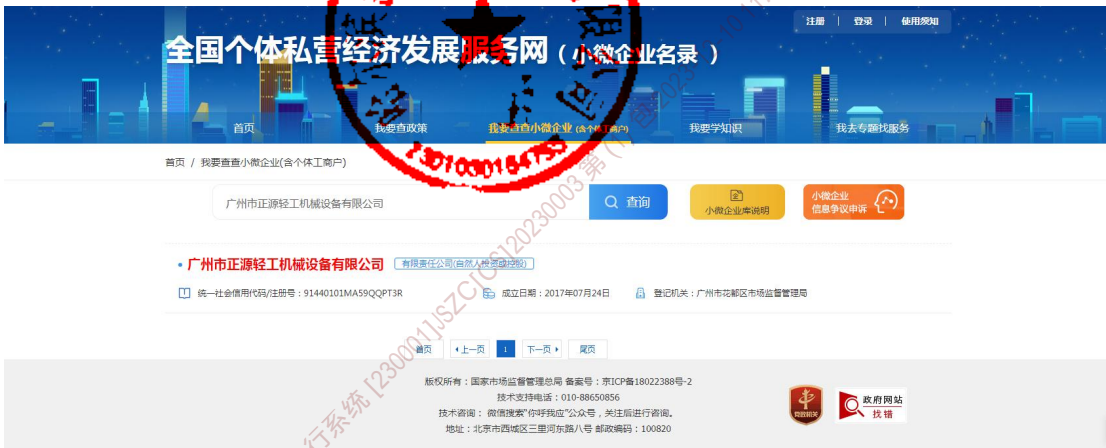 注册 | 登录 | 使用须知
全国个体私营经济发展服务网（小微企业名录 ）
首页 我要查政策 我要查查小微企业 (含个体工商户) 我要学知识 我去专题找服务
首页 / 我要查查小微企业(含个体工商户)
广州市正源轻工机械设备有限公司
查询
小微企业库说明
小微企业
信息争议申诉
• 广州市正源轻工机械设备有限公司 有限责任公司(自然人投资或控股)
统一社会信用代码/注册号：91440101MA59QQPT3R 成立日期：2017年07月24日 登记机关：广州市花都区市场监督管理局
首页 上一页 1 下一页 尾页
版权所有：国家市场监督管理总局 备案号：京ICP备18022388号-2
技术支持电话：010-88650856
技术咨询： 微信搜索“你呼我应”公众号，关注后进行咨询。
地址：北京市西城区三里河东路八号 邮政编码：100820
党政机关
政府网站
找错
2301030164753
行系统 [230001]JSZC[CS]20230003 第(1)包